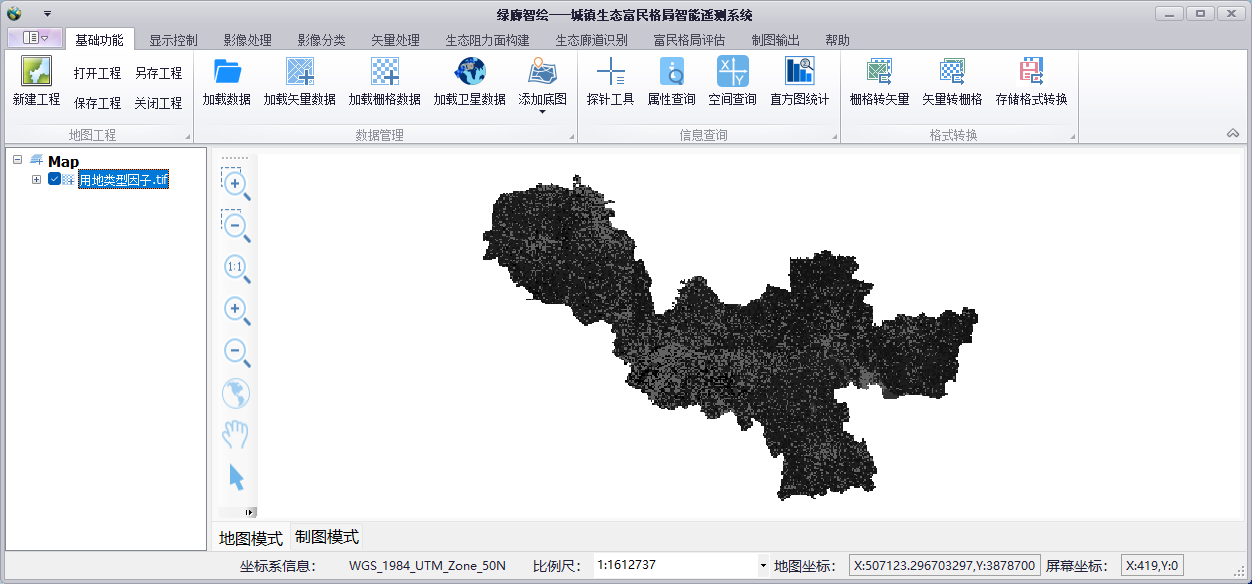 绿廊智绘——城镇生态富民格局智能遥测系统
基础功能 显示控制 影像处理 影像分类 矢量处理 生态阻力面构建 生态廊道识别 富民格局评估 制图输出 帮助
新建工程 打开工程 另存工程 保存工程 关闭工程
地图工程
加载数据 加载矢量数据 加载栅格数据 加载卫星数据 添加底图
数据管理
探针工具 属性查询 空间查询 直方图统计
信息查询
栅格转矢量 矢量转栅格 存储格式转换
格式转换
Map
用地类型因子.tif
1:1
地图模式 制图模式
坐标系信息: WGS_1984_UTM_Zone_50N 比例尺: 1:1612737 地图坐标: X:507123.296703297,Y:3878700 屏幕坐标: X:419,Y:0